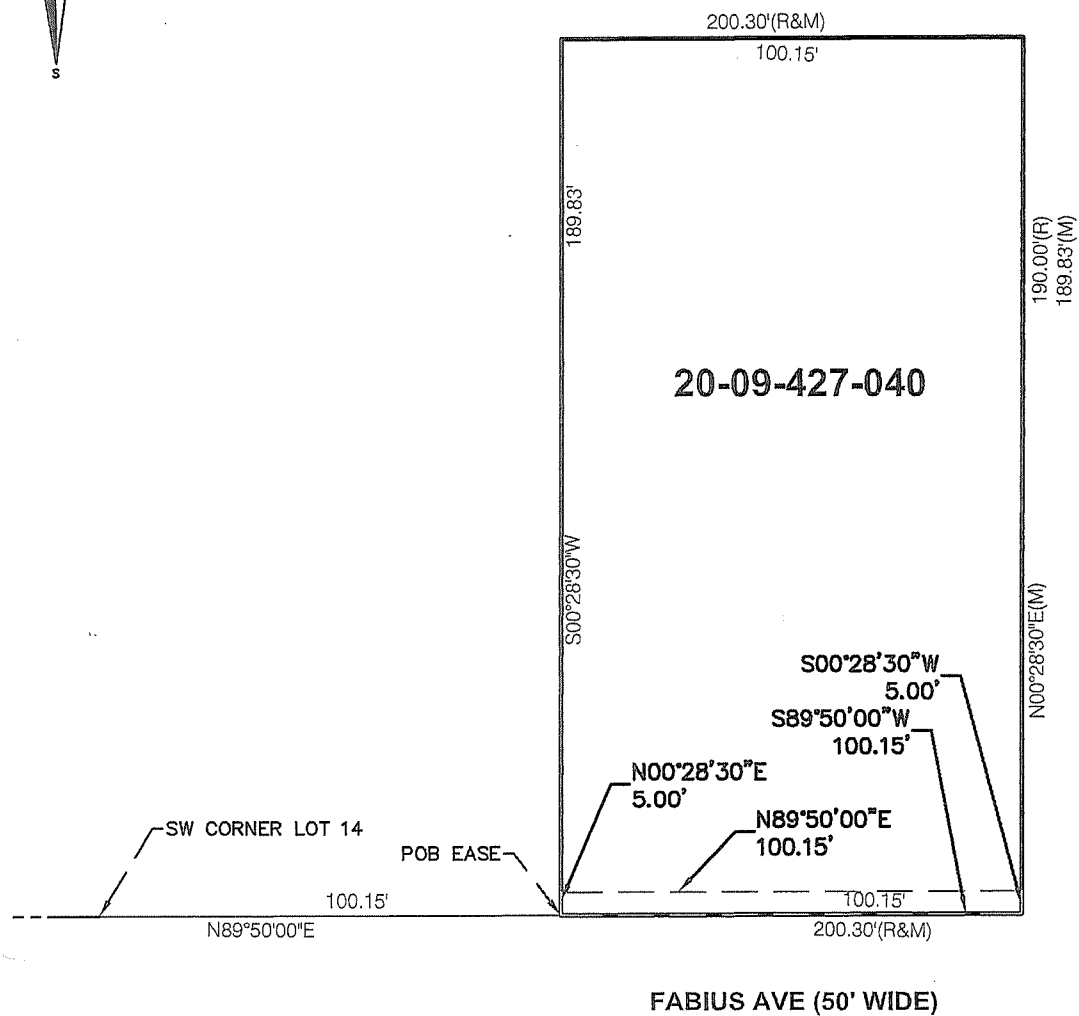 S
200.30'(R&M)
100.15'
189.83'
190.00'(R)
189.83'(M)
20-09-427-040
S00°28'30"W
N00°28'30"E(M)
S00°28'30"W
5.00'
S89°50'00"W
100.15'
N00°28'30"E
5.00'
N89°50'00"E
100.15'
SW CORNER LOT 14
POB EASE
100.15'
100.15'
N89°50'00"E
200.30'(R&M)
FABIUS AVE (50' WIDE)